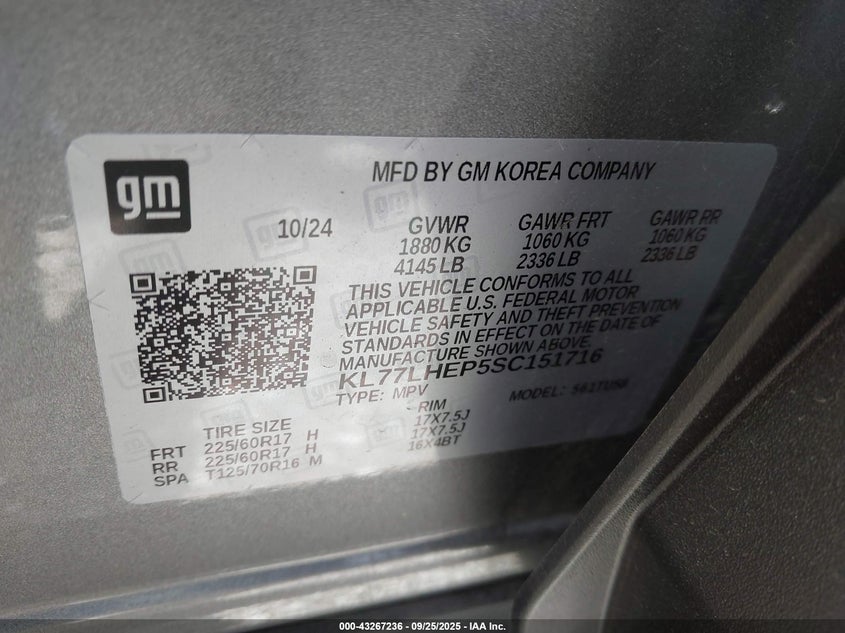 gm
MFD BY GM KOREA COMPANY
10/24 GVWR GAWR FRT GAWR RR
1880 KG 1060 KG 1060 KG
4145 LB 2336 LB 2336 LB
THIS VEHICLE CONFORMS TO ALL
APPLICABLE U.S. FEDERAL MOTOR
VEHICLE SAFETY AND THEFT PREVENTION
STANDARDS IN EFFECT ON THE DATE OF
MANUFACTURE SHOWN ABOVE.
KL77LHEP5SC151716
TYPE: MPV MODEL:
TIRE SIZE RIM
FRT 225/60R17 H 17X7.5J
RR 225/60R17 H 17X7.5J
SPA T125/70R16 M 16X4BT
000-43267236 - 09/25/2025 - IAA Inc.